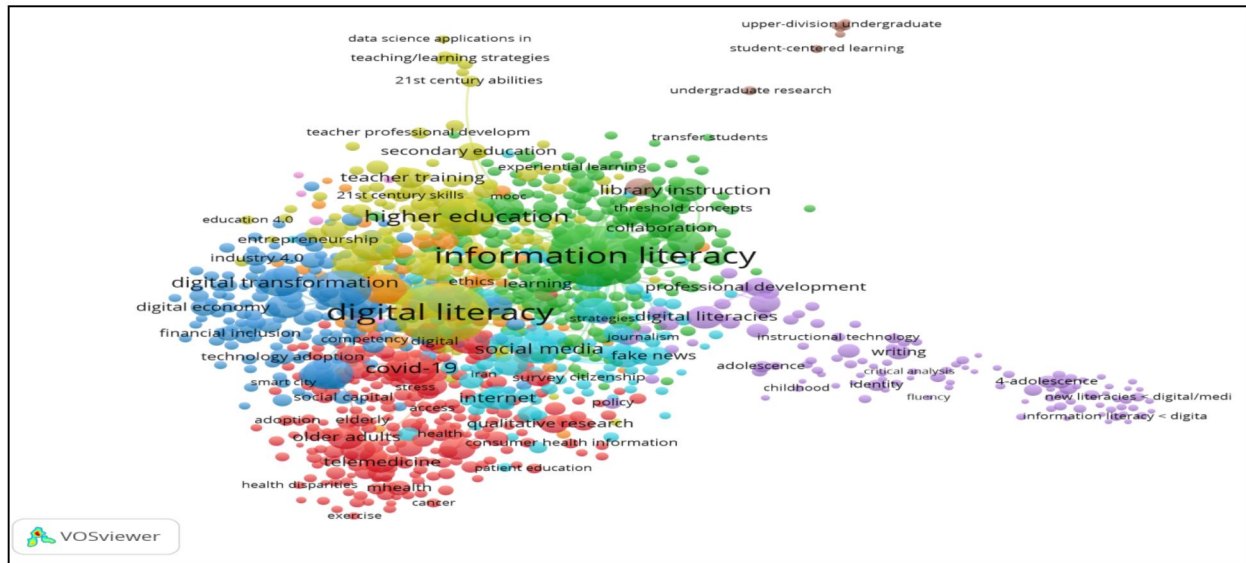 data science applications in
upper-division undergraduate
teaching/learning strategies
student-centered learning
21st century abilities
undergraduate research
teacher professional developm
transfer students
secondary education
experiential learning
teacher training
library instruction
21st century skills
mooc
threshold concepts
education 4.0
higher education
collaboration
entrepreneurship
industry 4.0
information literacy
digital transformation
ethics
learning
professional development
digital economy
digital literacy
strategies
digital literacies
financial inclusion
competency
digital
journalism
instructional technology
technology adoption
social media
fake news
writing
covid-19
adolescence
critical analysis
smart city
stress
iran
survey
citizenship
childhood
identity
4-adolescence
social capital
access
internet
policy
fluency
new literacies < digital/medi
adoption
elderly
qualitative research
information literacy < digita
older adults
health
consumer health information
telemedicine
patient education
health disparities
mhealth
cancer
exercise
VOSviewer